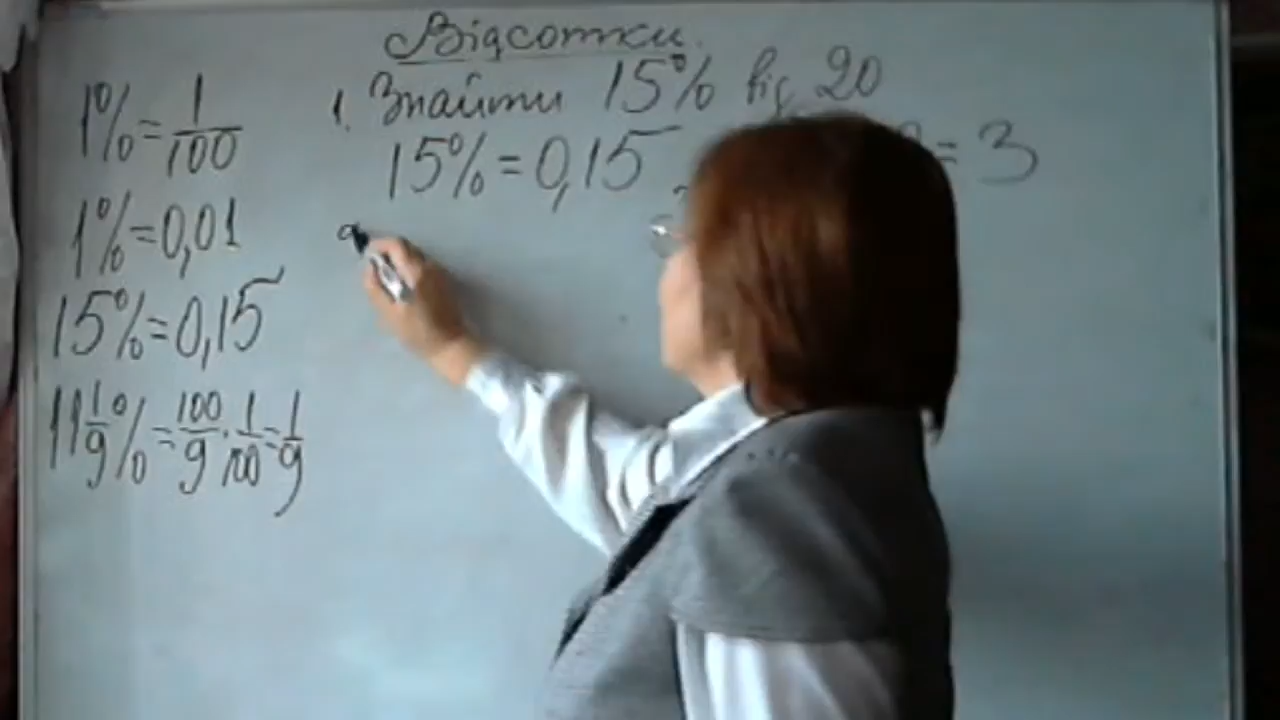 Відсотки.
1% = 1/100
1% = 0,01
15% = 0,15
11 1/9 % = 100/9 · 1/100 = 1/9
1. Знайти 15% від 20
15% = 0,15
= 3